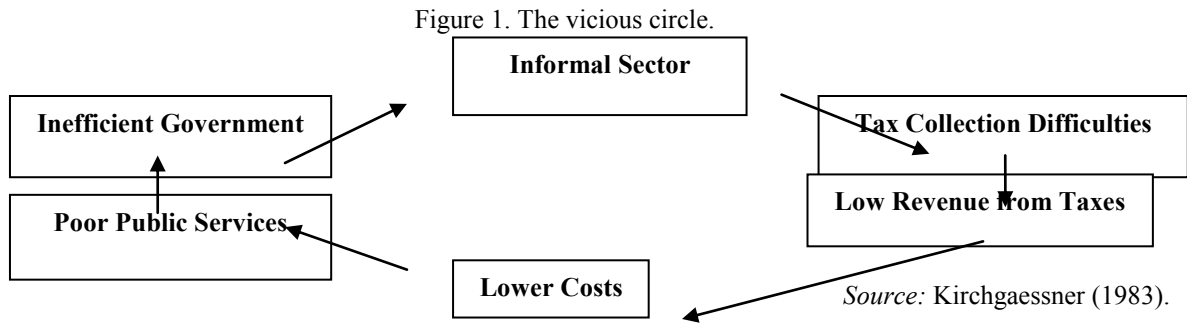 Figure 1. The vicious circle.
Informal Sector
Inefficient Government
Tax Collection Difficulties
Poor Public Services
Low Revenue from Taxes
Lower Costs
Source: Kirchgaessner (1983).